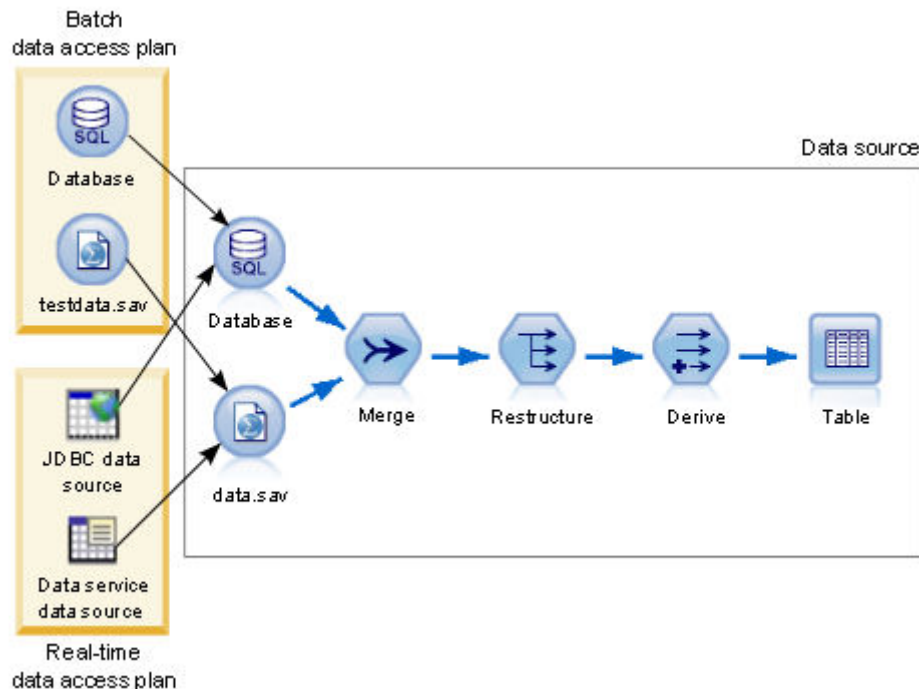 Batch
data access plan
SQL
Database
testdata.sav
JDBC data
source
Data service
data source
Real-time
data access plan
Data source
SQL
Database
data.sav
Merge
Restructure
Derive
Table